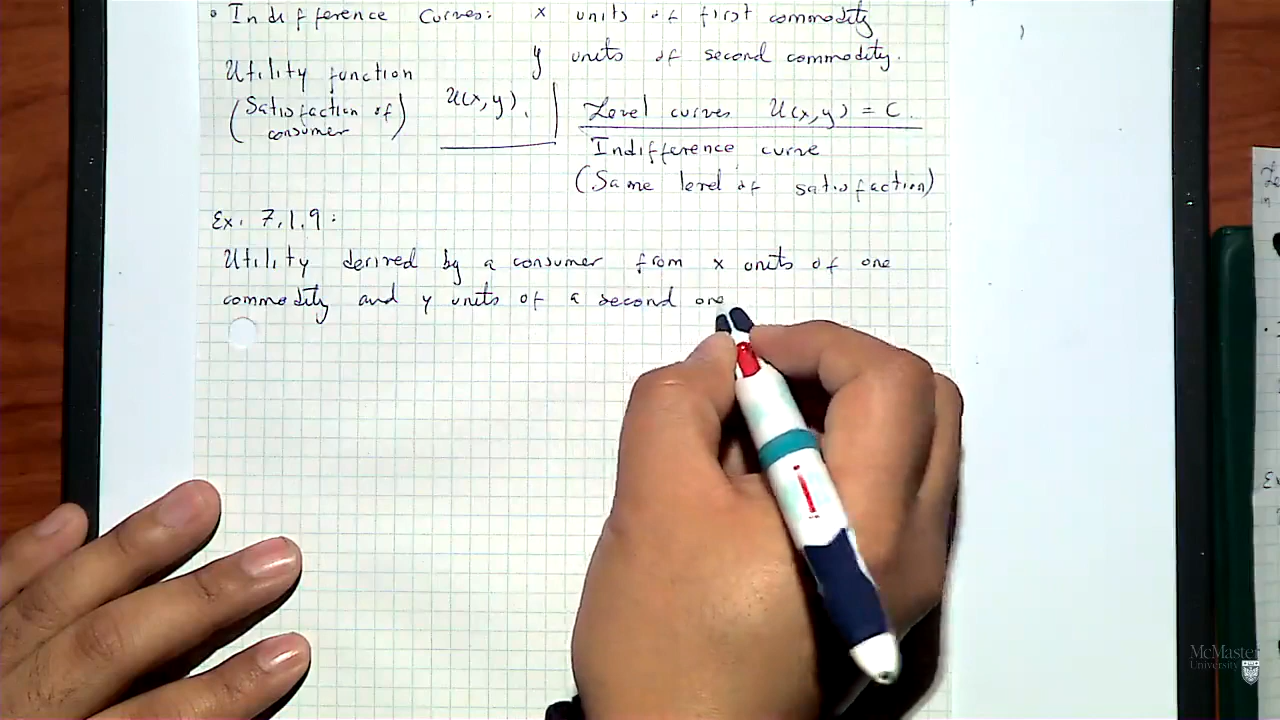 • Indifference Curves: x units of first commodity
y units of second commodity.
Utility function
(Satisfaction of consumer)
U(x,y).
Level curves U(x,y) = C.
Indifference curve
(Same level of satisfaction)
Ex. 7.1.9:
Utility derived by a consumer from x units of one
commodity and y units of a second one
McMaster
University